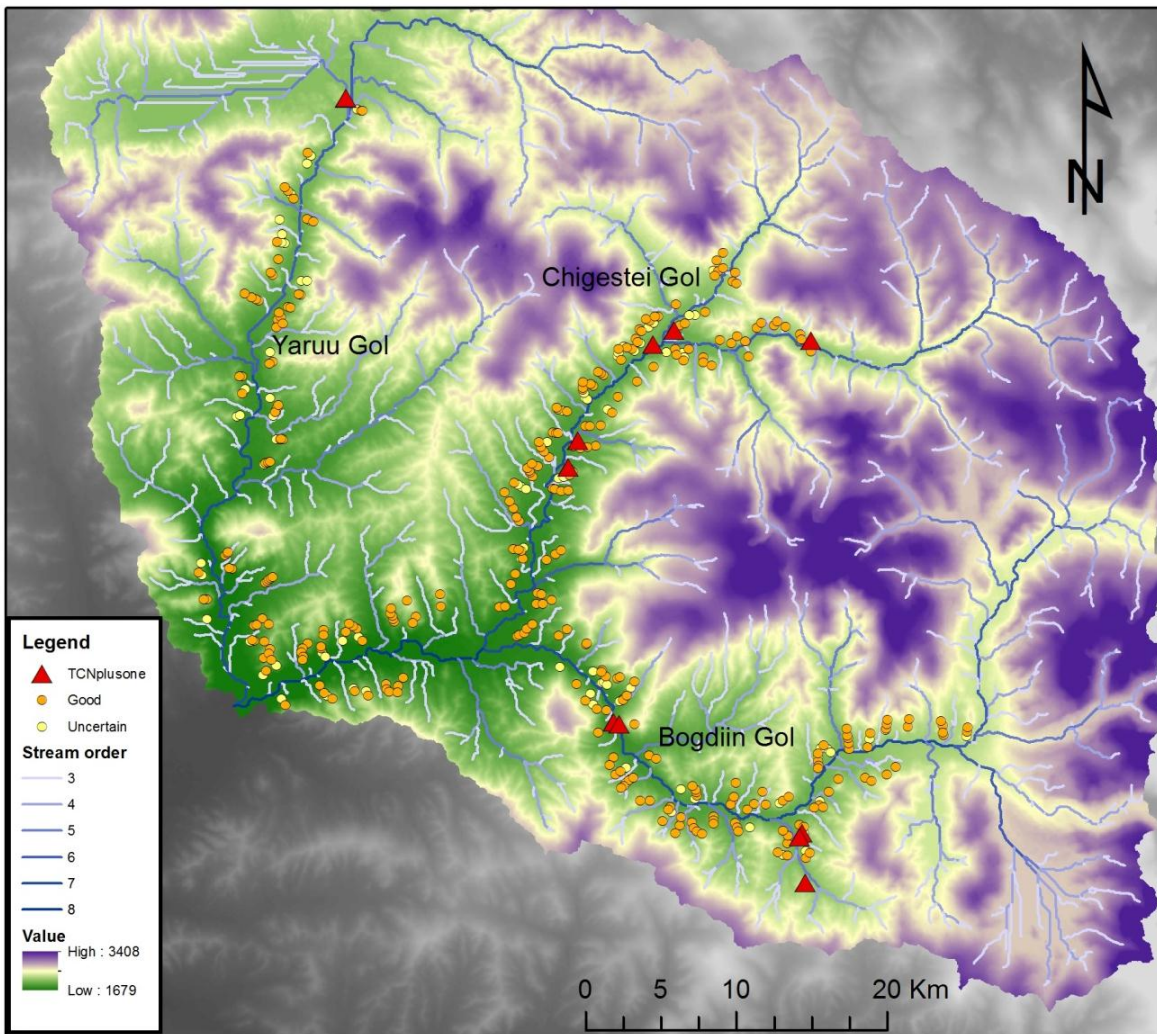 N
Chigestei Gol
Yaruu Gol
Bogdiin Gol
Legend
TCNplusone
Good
Uncertain
Stream order
3
4
5
6
7
8
Value
High : 3408
Low : 1679
0 5 10 20 Km